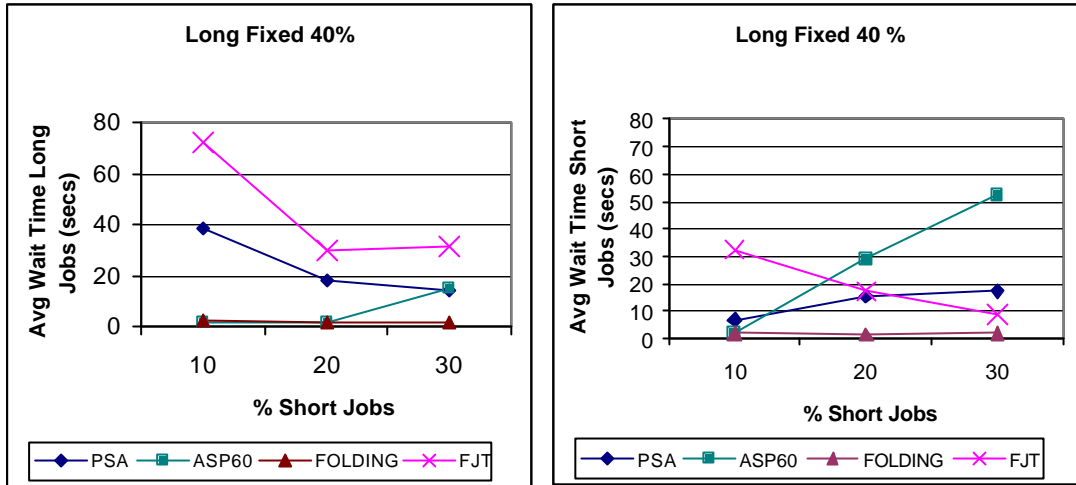 Long Fixed 40%
Avg Wait Time Long
Jobs (secs)
80
60
40
20
0
10 20 30
% Short Jobs
PSA ASP60 FOLDING FJT
Long Fixed 40 %
Avg Wait Time Short
Jobs (secs)
80
70
60
50
40
30
20
10
0
10 20 30
% Short Jobs
PSA ASP60 FOLDING FJT